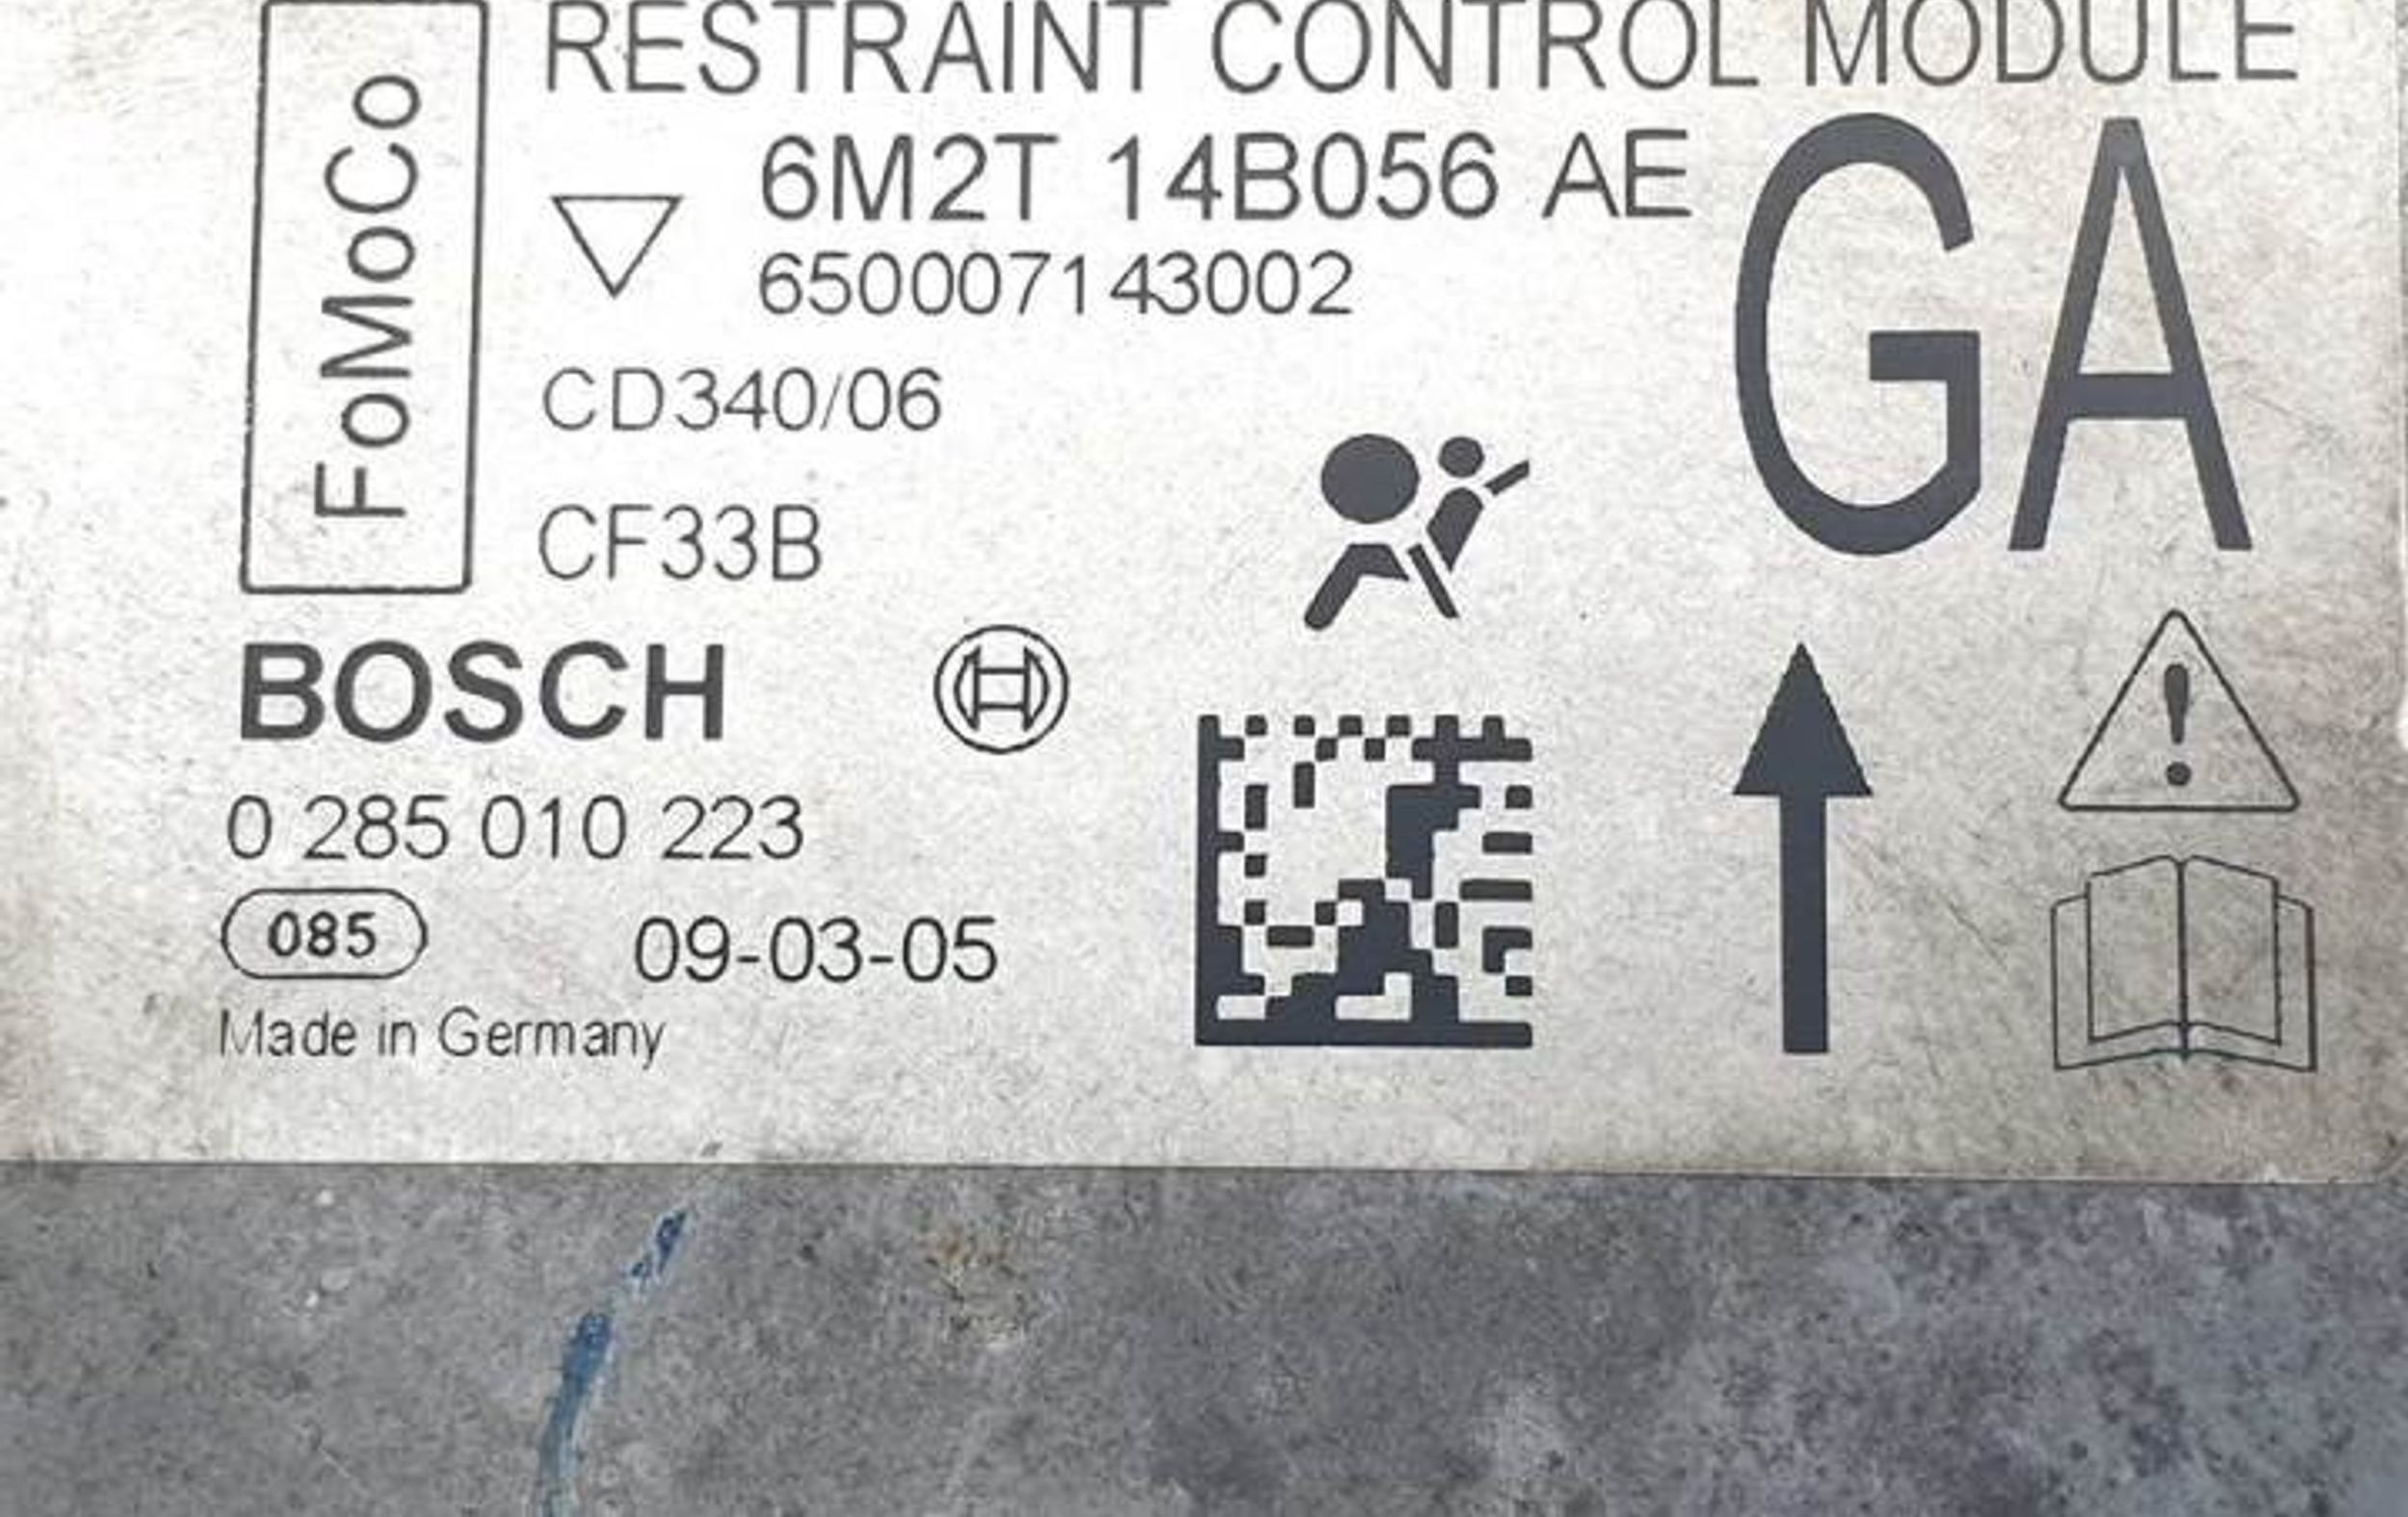 RESTRAINT CONTROL MODULE
FoMoCo
6M2T 14B056 AE
GA
650007143002
CD340/06
CF33B
BOSCH
0 285 010 223
085
09-03-05
Made in Germany